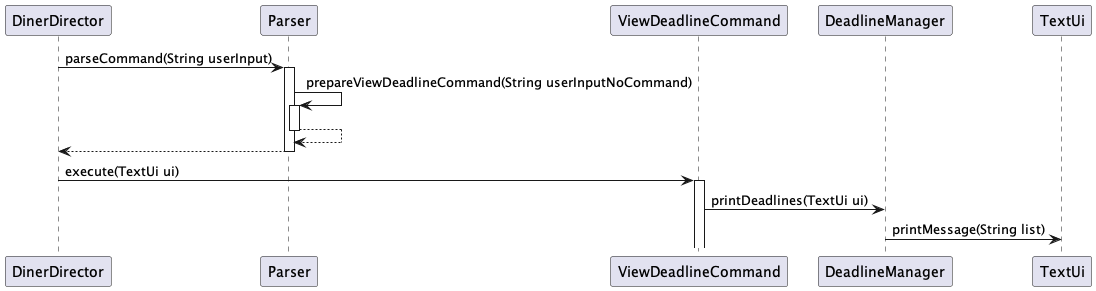 DinerDirector
Parser
ViewDeadlineCommand
DeadlineManager
TextUi
parseCommand(String userInput)
prepareViewDeadlineCommand(String userInputNoCommand)
execute(TextUi ui)
printDeadlines(TextUi ui)
printMessage(String list)
DinerDirector
Parser
ViewDeadlineCommand
DeadlineManager
TextUi